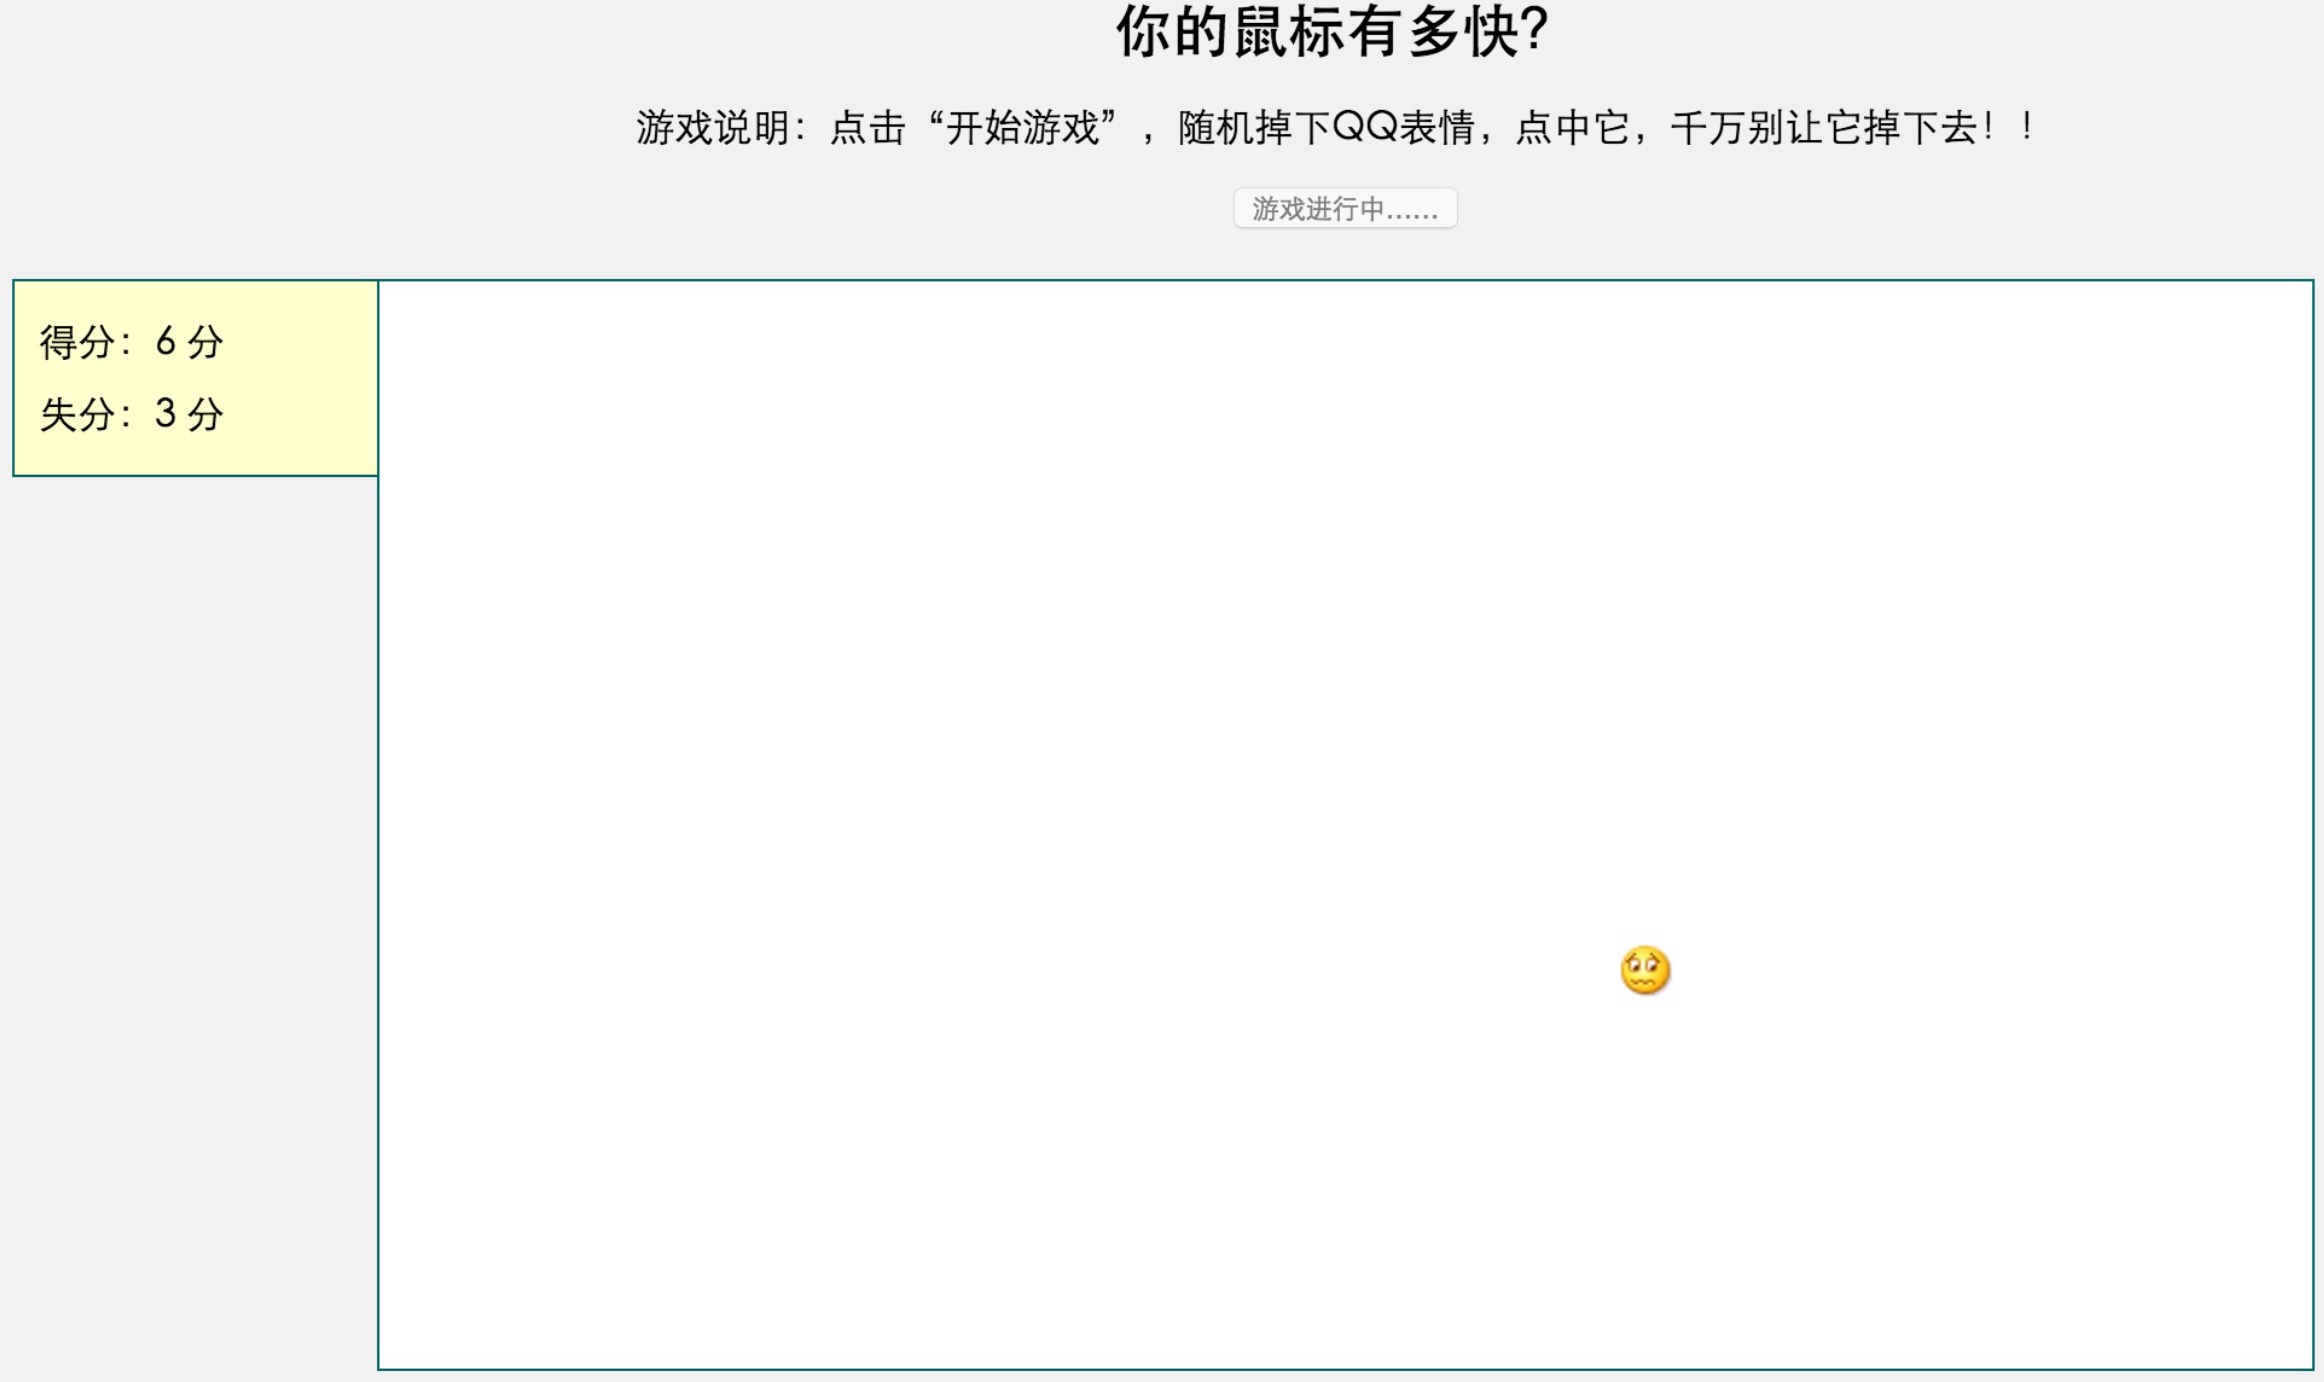 你的鼠标有多快？
游戏说明：点击“开始游戏”，随机掉下QQ表情，点中它，千万别让它掉下去！！
游戏进行中......
得分：6 分
失分：3 分